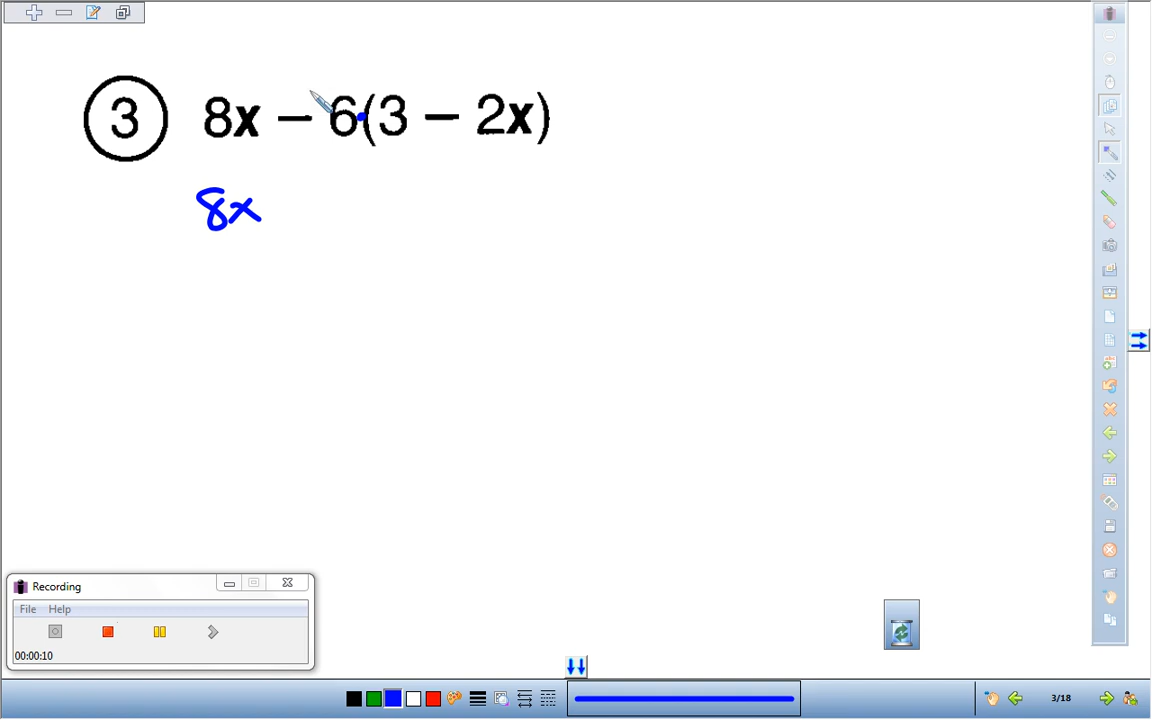 ③ 8x − 6·(3 − 2x)
8x
Recording
File Help
00:00:10
3/18